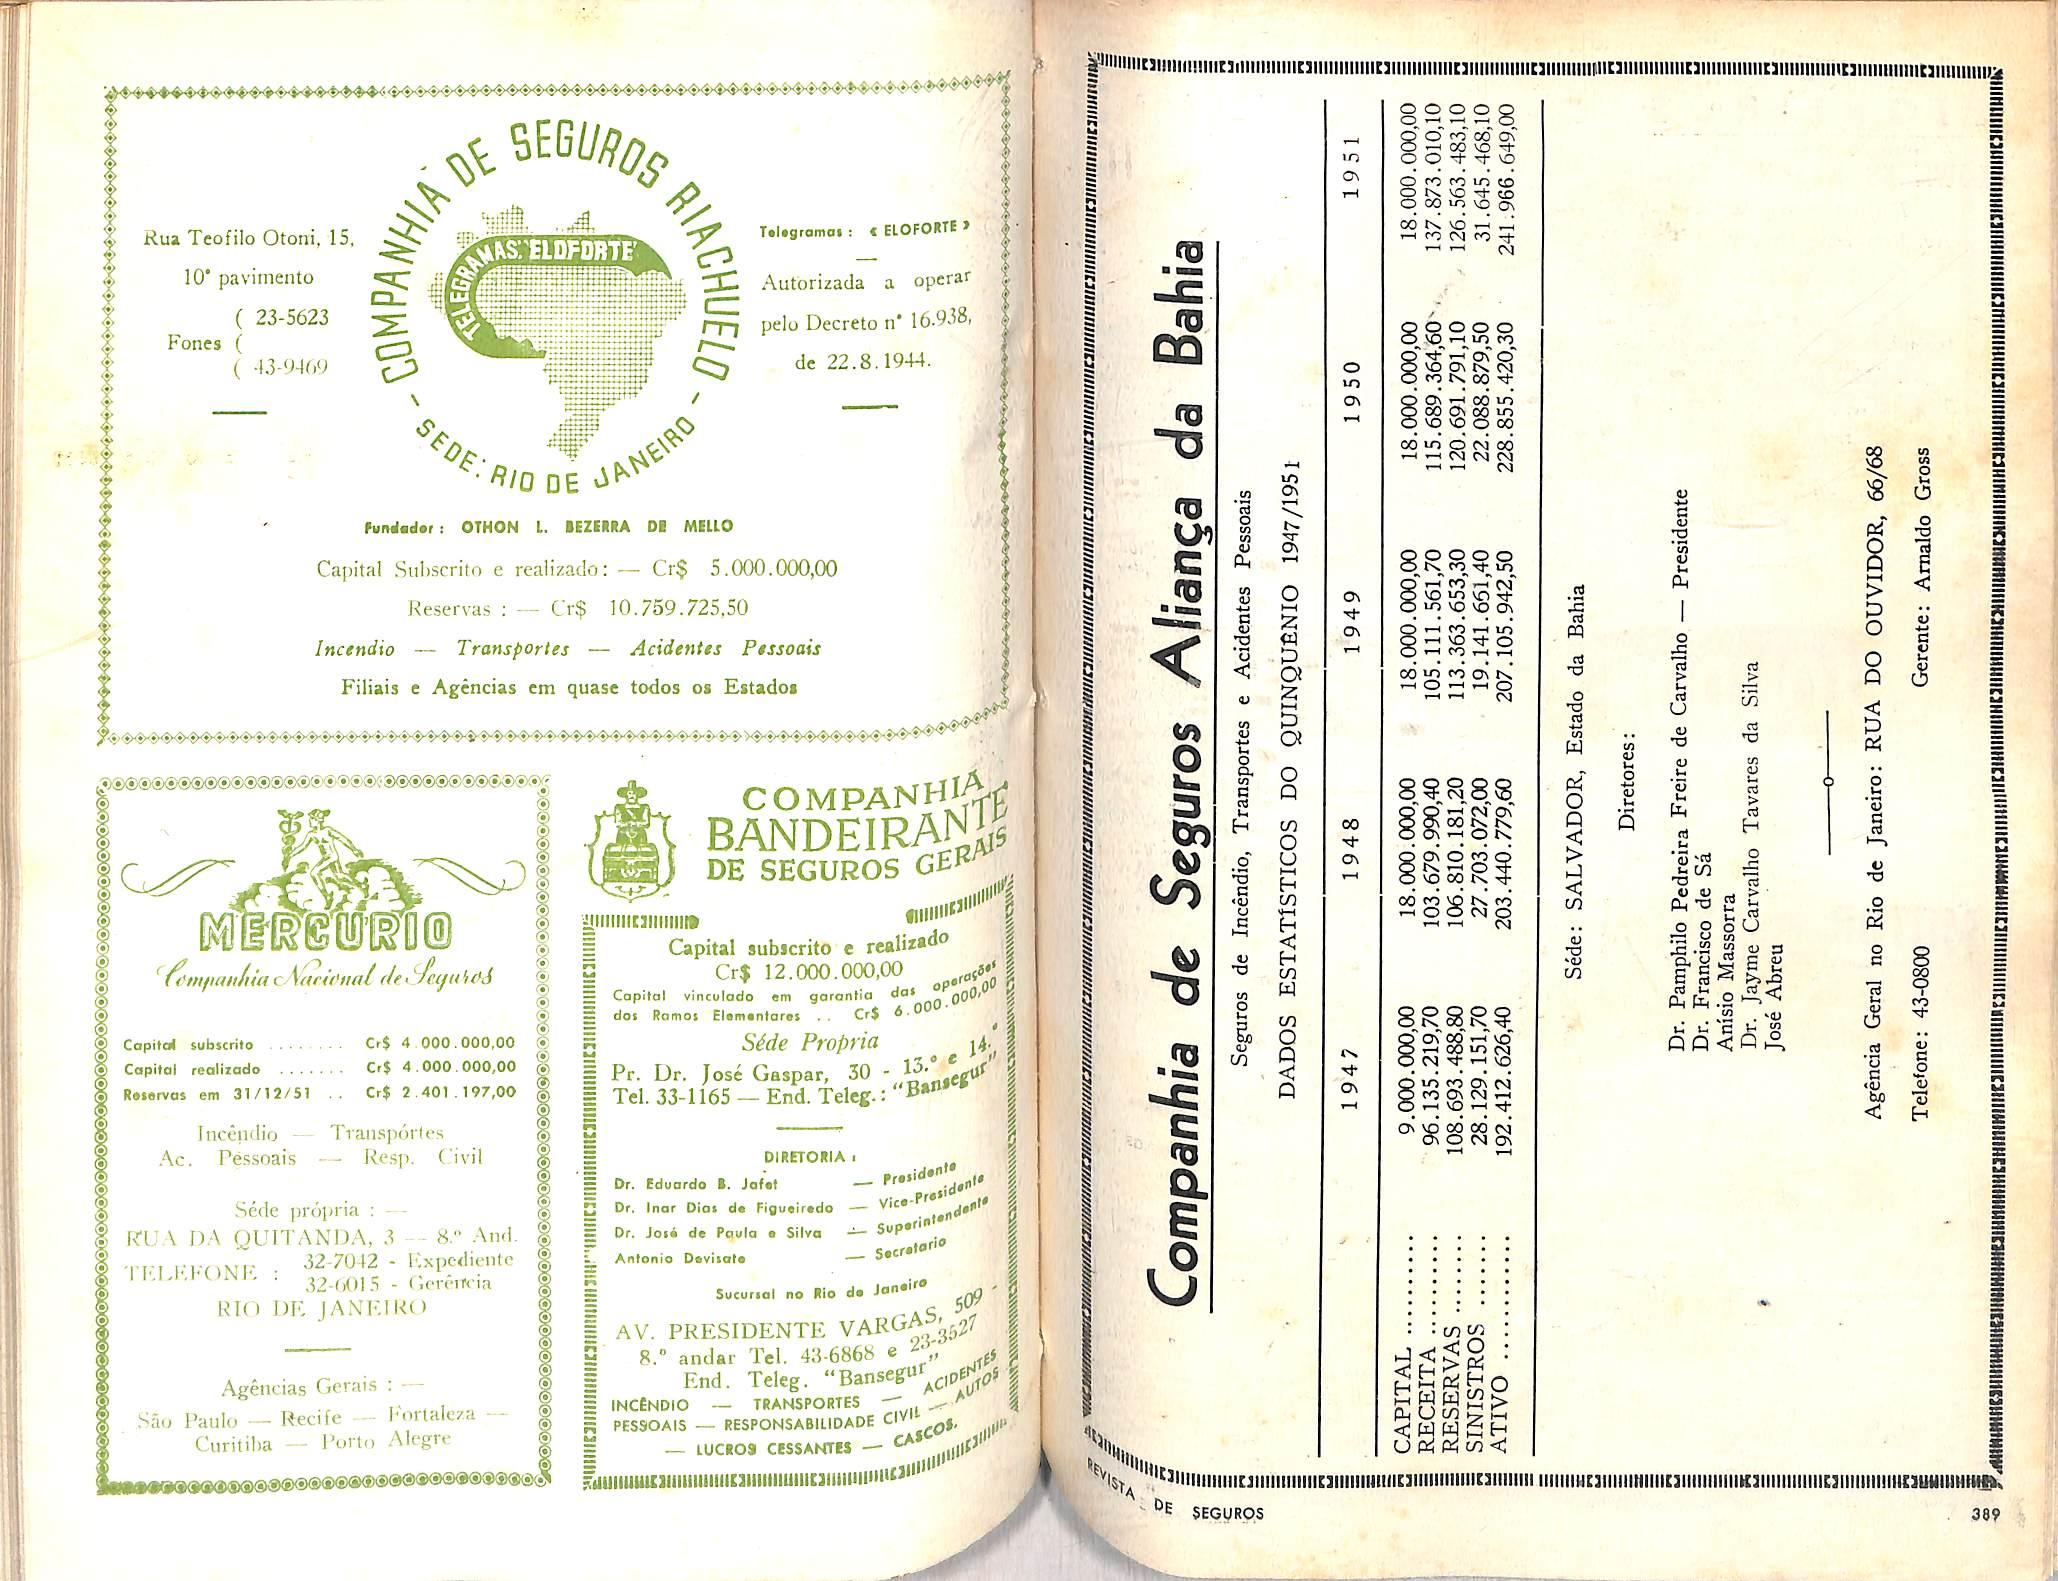 COMPANHIA DE SEGUROS RIACHUELO
- SEDE: RIO DE JANEIRO -
TELEGRAMAS: "ELOFORTE"
Rua Teofilo Otoni, 15,
10º pavimento
( 23-5623
Fones (
( 43-9469
Telegramas: « ELOFORTE »
—
Autorizada a operar
pelo Decreto nº 16.938,
de 22.8.1944.
Fundador: OTHON L. BEZERRA DE MELLO
Capital Subscrito e realizado: — Cr$ 5.000.000,00
Reservas : — Cr$ 10.759.725,50
Incendio — Transportes — Acidentes Pessoais
Filiais e Agências em quase todos os Estados
MERCURIO
Companhia Nacional de Seguros
Capital subscrito ........ Cr$ 4.000.000,00
Capital realizado ....... Cr$ 4.000.000,00
Reservas em 31/12/51 .. Cr$ 2.401.197,00
Incêndio — Transpórtes
Ac. Pessoais — Resp. Civil
Séde própria : —
RUA DA QUITANDA, 3 — 8.º And.
TELEFONE : 32-7042 - Expediente
32-6015 - Gerência
RIO DE JANEIRO
Agências Gerais : —
São Paulo — Recife — Fortaleza —
Curitiba — Porto Alegre
COMPANHIA
BANDEIRANTE
DE SEGUROS GERAIS
Capital subscrito e realizado
Cr$ 12.000.000,00
Capital vinculado em garantia das operações
dos Ramos Elementares .. Cr$ 6.000.000,00
Séde Propria
Pr. Dr. José Gaspar, 30 - 13.º e 14.º
Tel. 33-1165 — End. Teleg.: "Bansegur"
DIRETORIA:
Dr. Eduardo B. Jafet — Presidente
Dr. Inar Dias de Figueiredo — Vice-Presidente
Dr. José de Paula e Silva — Superintendente
Antonio Devisate — Secretario
Sucursal no Rio de Janeiro
AV. PRESIDENTE VARGAS, 509 -
8.º andar Tel. 43-6868 e 23-3527
End. Teleg. "Bansegur"
INCÊNDIO — TRANSPORTES — ACIDENTES
PESSOAIS — RESPONSABILIDADE CIVIL — AUTOS
— LUCROS CESSANTES — CASCOS.
Companhia de Seguros Aliança da Bahia
Seguros de Incêndio, Transportes e Acidentes Pessoais
DADOS ESTATÍSTICOS DO QUINQUÊNIO 1947/1951
1947 1948 1949 1950 1951
CAPITAL .......... 9.000.000,00 18.000.000,00 18.000.000,00 18.000.000,00 18.000.000,00
RECEITA .......... 96.135.219,70 103.679.990,40 105.111.561,70 115.689.364,60 137.873.010,10
RESERVAS ........ 108.693.488,80 106.810.181,20 113.363.653,30 120.691.791,10 126.563.483,10
SINISTROS ....... 28.129.151,70 27.703.072,00 19.141.661,40 22.088.879,50 31.645.468,10
ATIVO ............ 192.412.626,40 203.440.779,60 207.105.942,50 228.855.420,30 241.966.649,00
Séde: SALVADOR, Estado da Bahia
Diretores:
Dr. Pamphilo Pedreira Freire de Carvalho — Presidente
Dr. Francisco de Sá
Anísio Massorra
Dr. Jayme Carvalho Tavares da Silva
José Abreu
Agência Geral no Rio de Janeiro: RUA DO OUVIDOR, 66/68
Telefone: 43-0800 Gerente: Arnaldo Gross
REVISTA DE SEGUROS
389